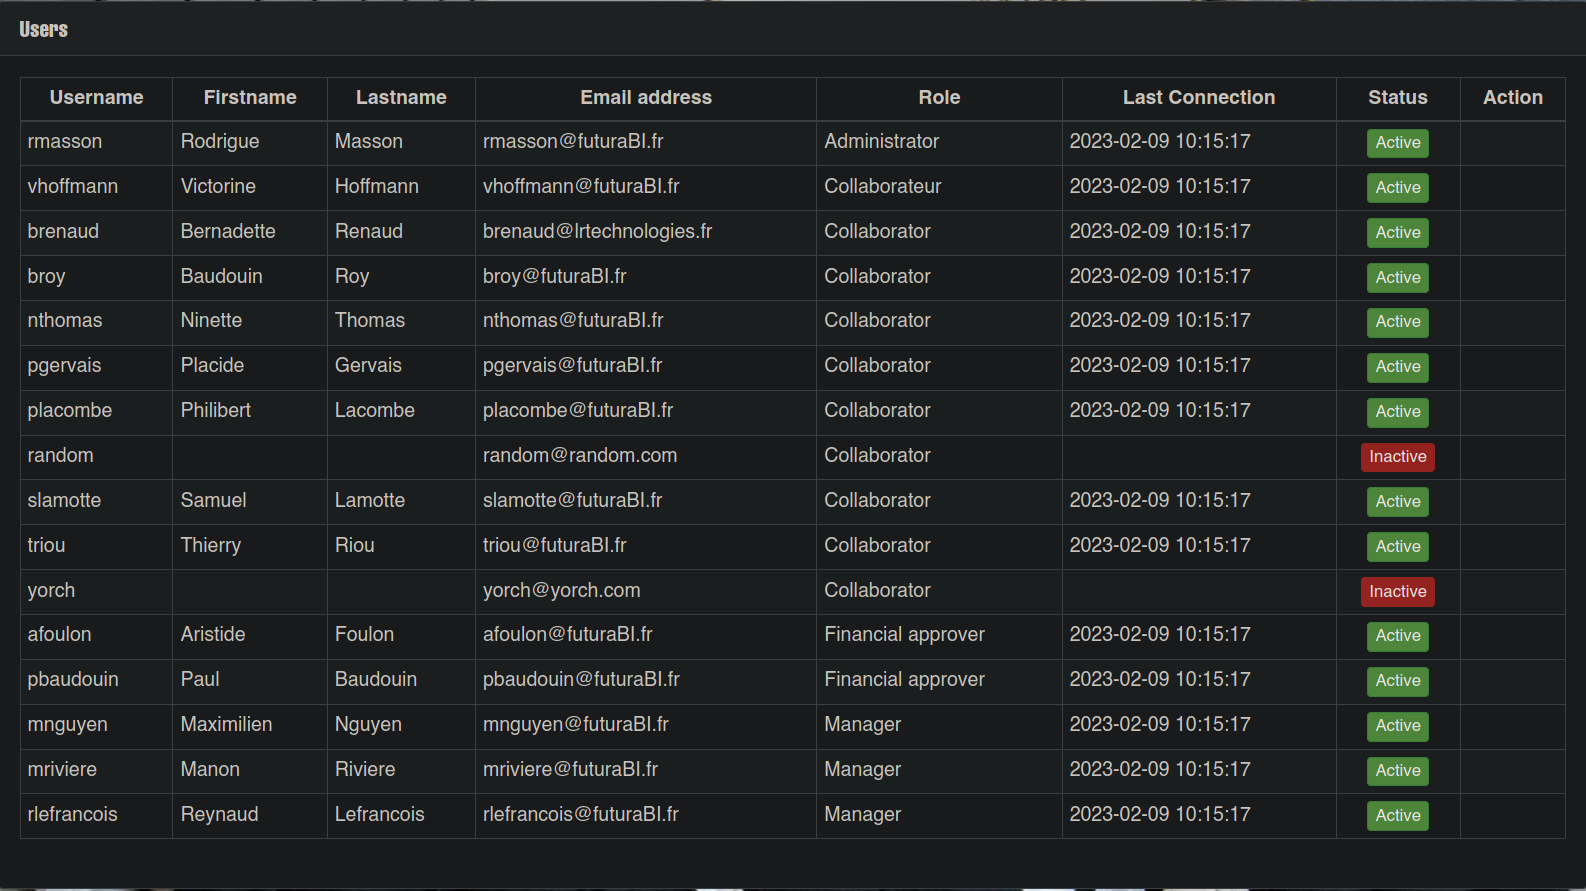 Users
Username Firstname Lastname Email address Role Last Connection Status Action
rmasson Rodrigue Masson rmasson@futuraBI.fr Administrator 2023-02-09 10:15:17 Active
vhoffmann Victorine Hoffmann vhoffmann@futuraBI.fr Collaborateur 2023-02-09 10:15:17 Active
brenaud Bernadette Renaud brenaud@lrtechnologies.fr Collaborator 2023-02-09 10:15:17 Active
broy Baudouin Roy broy@futuraBI.fr Collaborator 2023-02-09 10:15:17 Active
nthomas Ninette Thomas nthomas@futuraBI.fr Collaborator 2023-02-09 10:15:17 Active
pgervais Placide Gervais pgervais@futuraBI.fr Collaborator 2023-02-09 10:15:17 Active
placombe Philibert Lacombe placombe@futuraBI.fr Collaborator 2023-02-09 10:15:17 Active
random random@random.com Collaborator Inactive
slamotte Samuel Lamotte slamotte@futuraBI.fr Collaborator 2023-02-09 10:15:17 Active
triou Thierry Riou triou@futuraBI.fr Collaborator 2023-02-09 10:15:17 Active
yorch yorch@yorch.com Collaborator Inactive
afoulon Aristide Foulon afoulon@futuraBI.fr Financial approver 2023-02-09 10:15:17 Active
pbaudouin Paul Baudouin pbaudouin@futuraBI.fr Financial approver 2023-02-09 10:15:17 Active
mnguyen Maximilien Nguyen mnguyen@futuraBI.fr Manager 2023-02-09 10:15:17 Active
mriviere Manon Riviere mriviere@futuraBI.fr Manager 2023-02-09 10:15:17 Active
rlefrancois Reynaud Lefrancois rlefrancois@futuraBI.fr Manager 2023-02-09 10:15:17 Active